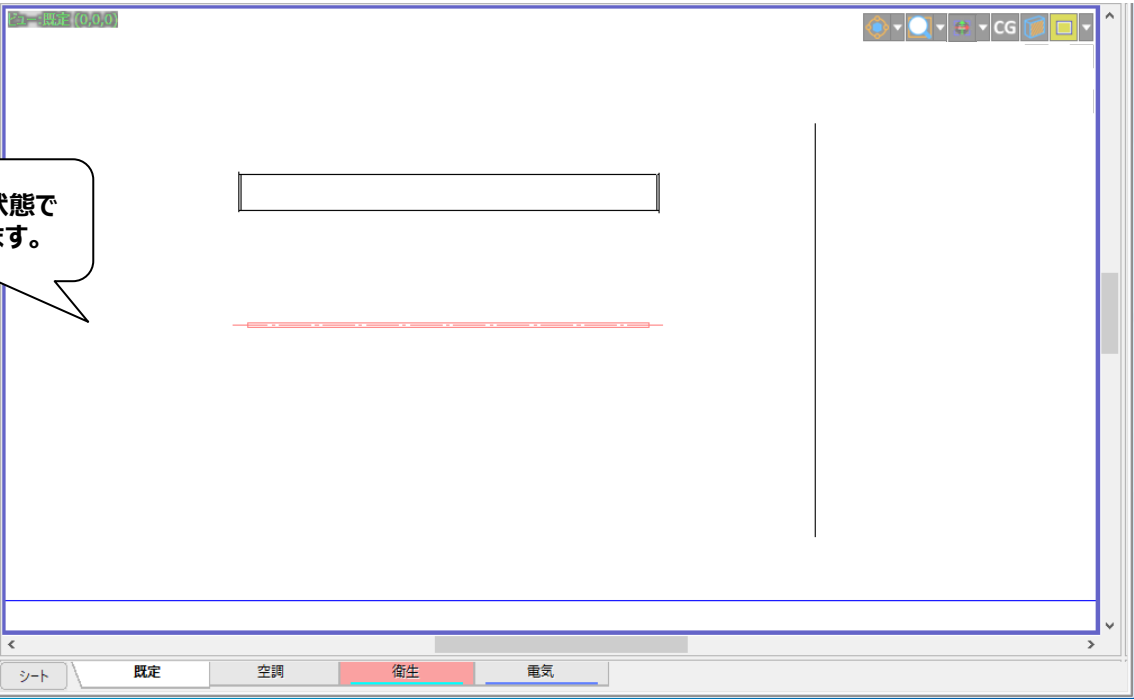 ビュー:既定 (0,0,0)
CG
状態で
ます。
シート
既定
空調
衛生
電気